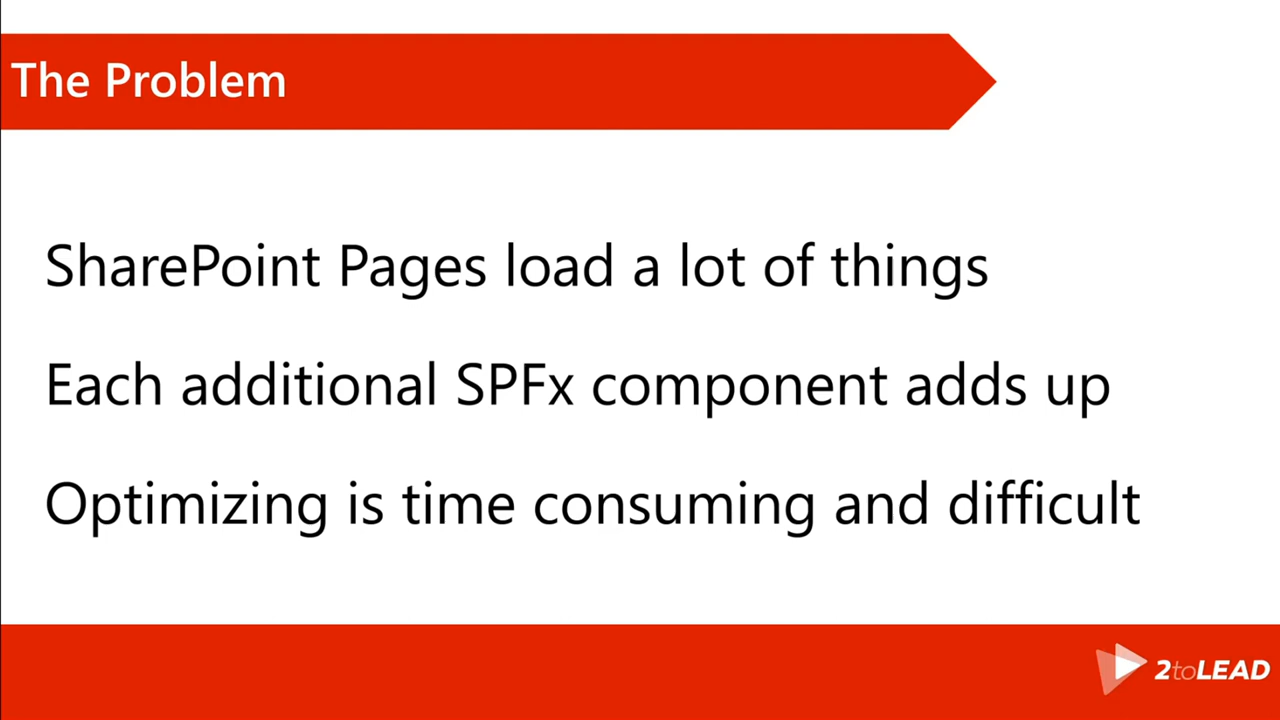 The Problem
SharePoint Pages load a lot of things
Each additional SPFx component adds up
Optimizing is time consuming and difficult
2toLEAD